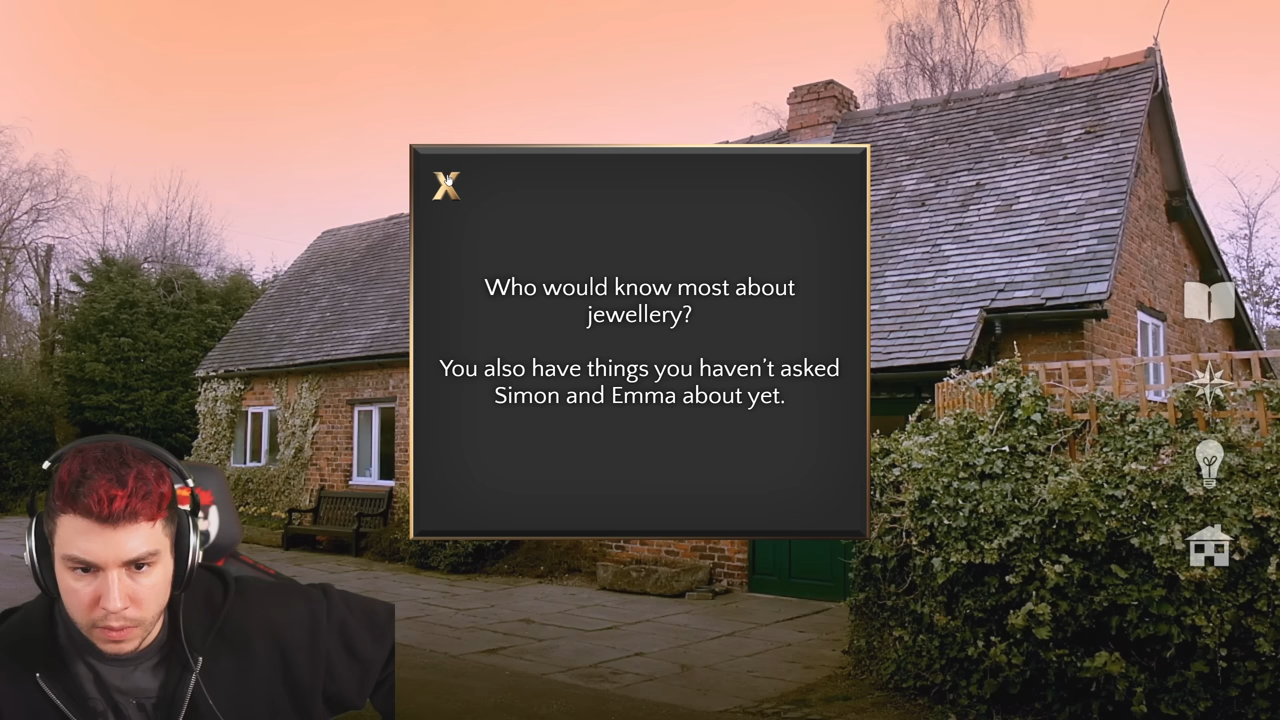 X
Who would know most about
jewellery?
You also have things you haven't asked
Simon and Emma about yet.